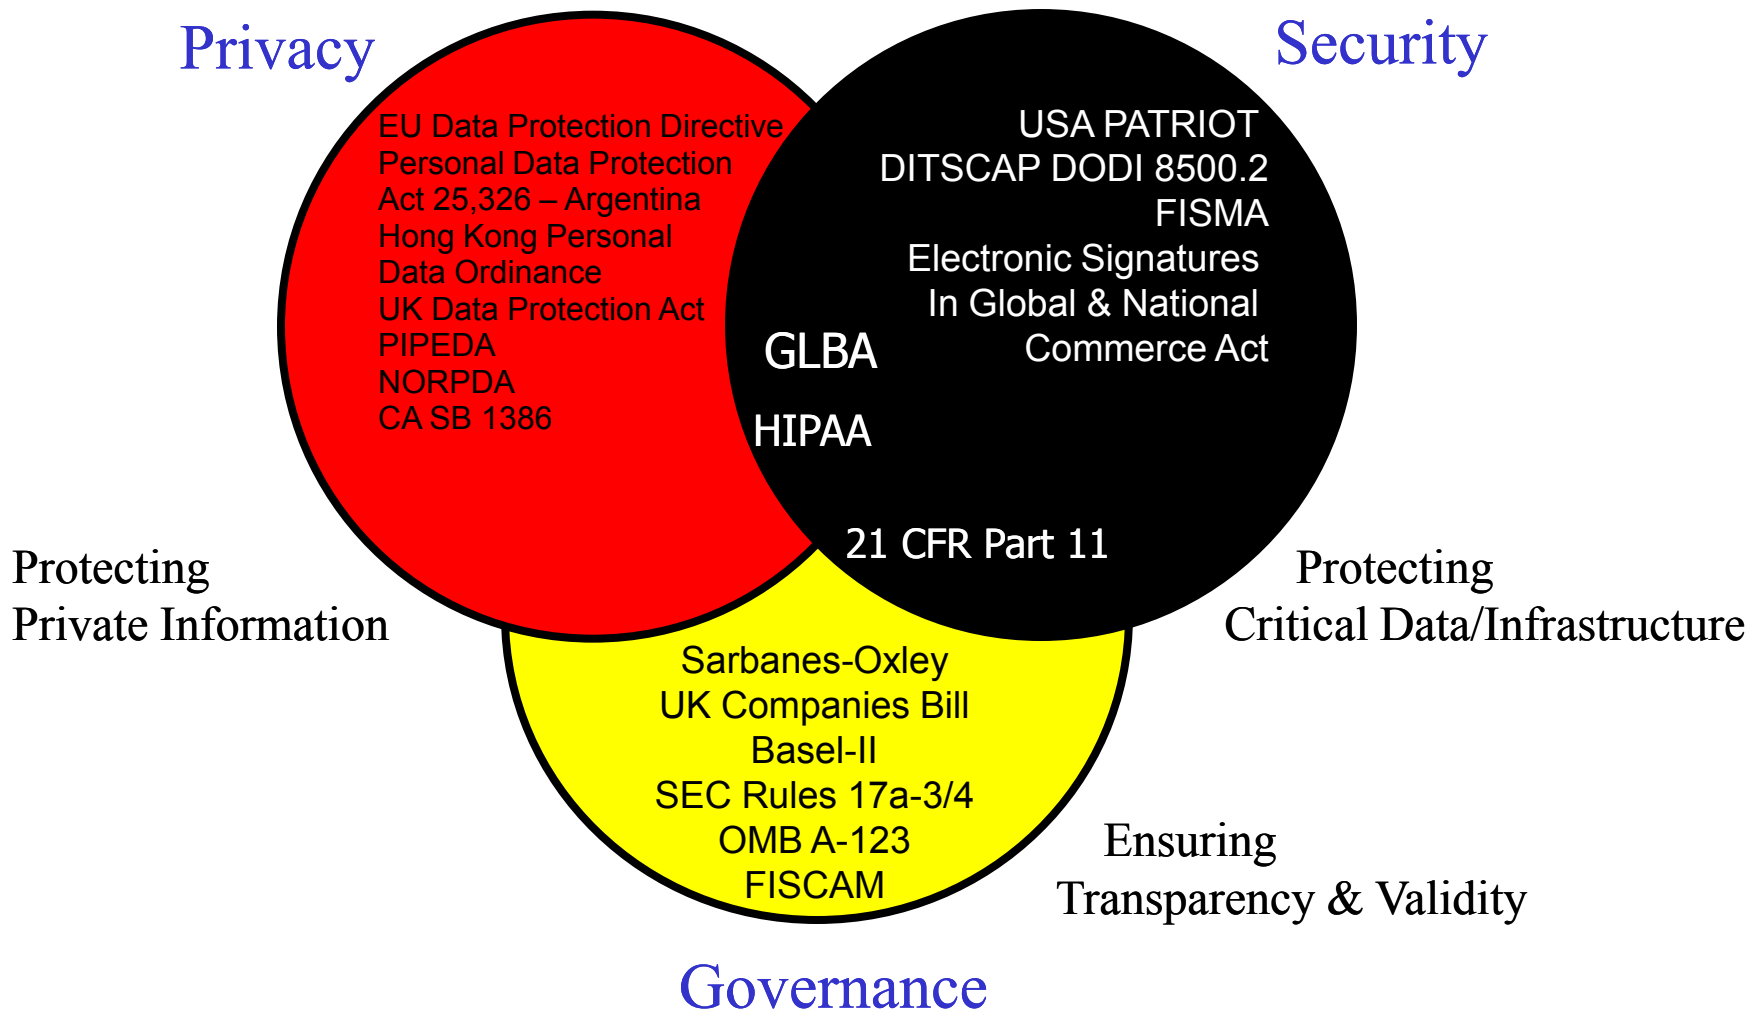 Privacy
Security
EU Data Protection Directive
Personal Data Protection
Act 25,326 – Argentina
Hong Kong Personal
Data Ordinance
UK Data Protection Act
PIPEDA
NORPDA
CA SB 1386
USA PATRIOT
DITSCAP DODI 8500.2
FISMA
Electronic Signatures
In Global & National
Commerce Act
GLBA
HIPAA
21 CFR Part 11
Protecting
Private Information
Protecting
Critical Data/Infrastructure
Sarbanes-Oxley
UK Companies Bill
Basel-II
SEC Rules 17a-3/4
OMB A-123
FISCAM
Ensuring
Transparency & Validity
Governance